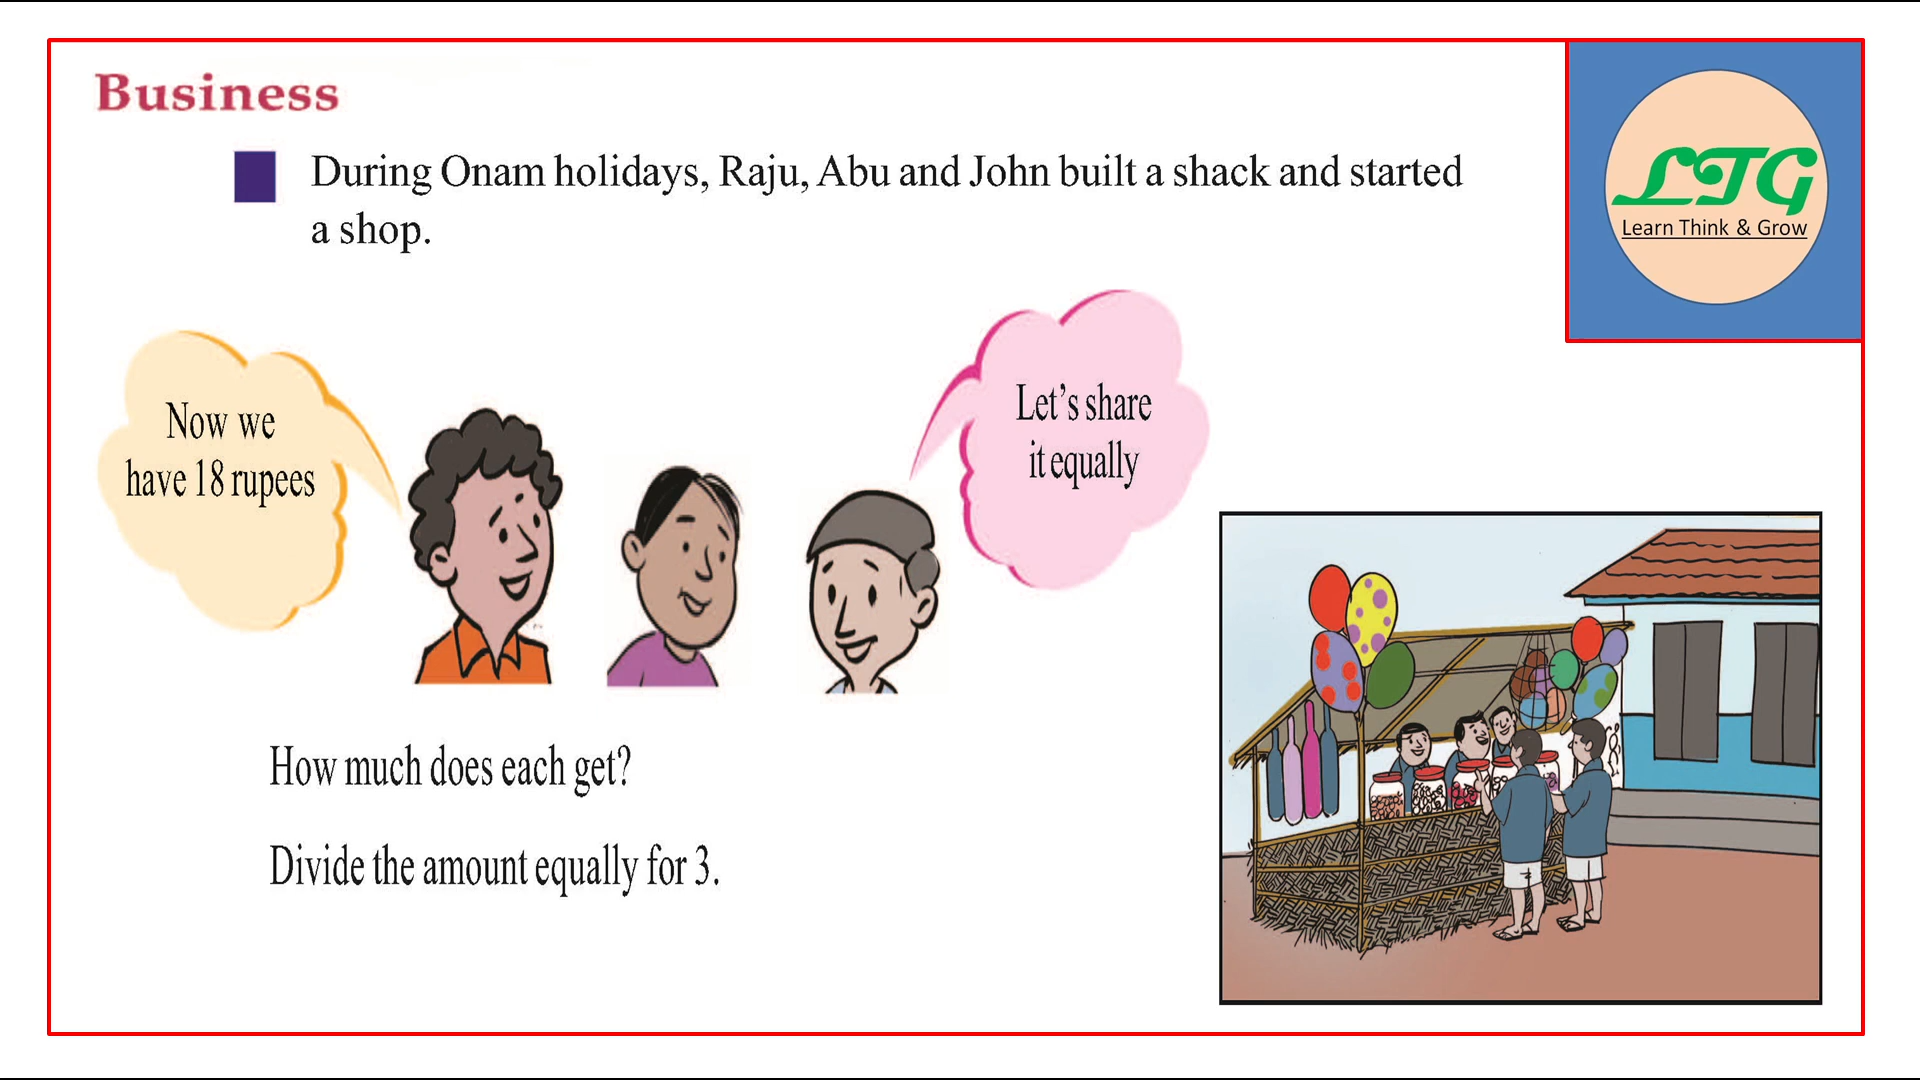 Business
During Onam holidays, Raju, Abu and John built a shack and started
a shop.
LTG
Learn Think & Grow
Now we
have 18 rupees
Let's share
it equally
How much does each get?
Divide the amount equally for 3.